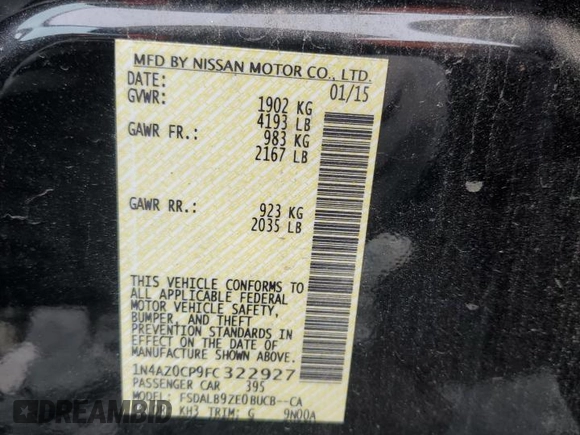 MFD BY NISSAN MOTOR CO., LTD.
DATE: 01/15
GVWR: 1902 KG
4193 LB
GAWR FR.: 983 KG
2167 LB
GAWR RR.: 923 KG
2035 LB
THIS VEHICLE CONFORMS TO
ALL APPLICABLE FEDERAL
MOTOR VEHICLE SAFETY,
BUMPER, AND THEFT
PREVENTION STANDARDS IN
EFFECT ON THE DATE OF
MANUFACTURE SHOWN ABOVE.
1N4AZ0CP9FC322927
PASSENGER CAR 395
MODEL: FSDALB9ZE0BUCB--CA
KH3 TRIM: G 9N00A
autoauctionhistory